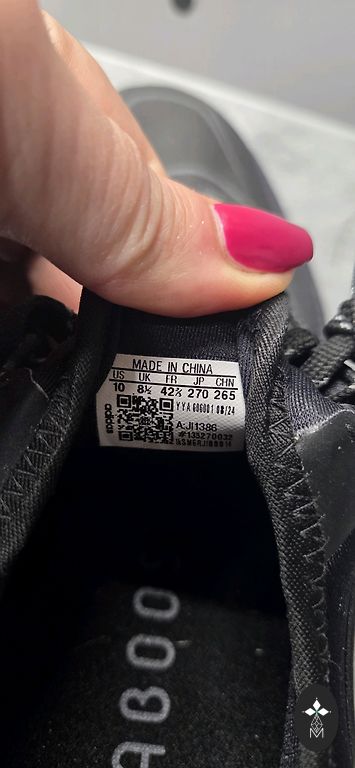 MADE IN CHINA
US UK FR JP CHN
10 8½ 42⅔ 270 265
YYA 606001 08/24
A:JI1386
#135270032
adidas
ABOO
M